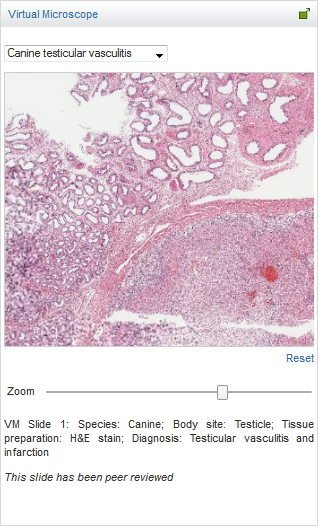 Virtual Microscope
Canine testicular vasculitis
Reset
Zoom
VM Slide 1: Species: Canine; Body site: Testicle; Tissue
preparation: H&E stain; Diagnosis: Testicular vasculitis and
infarction
This slide has been peer reviewed